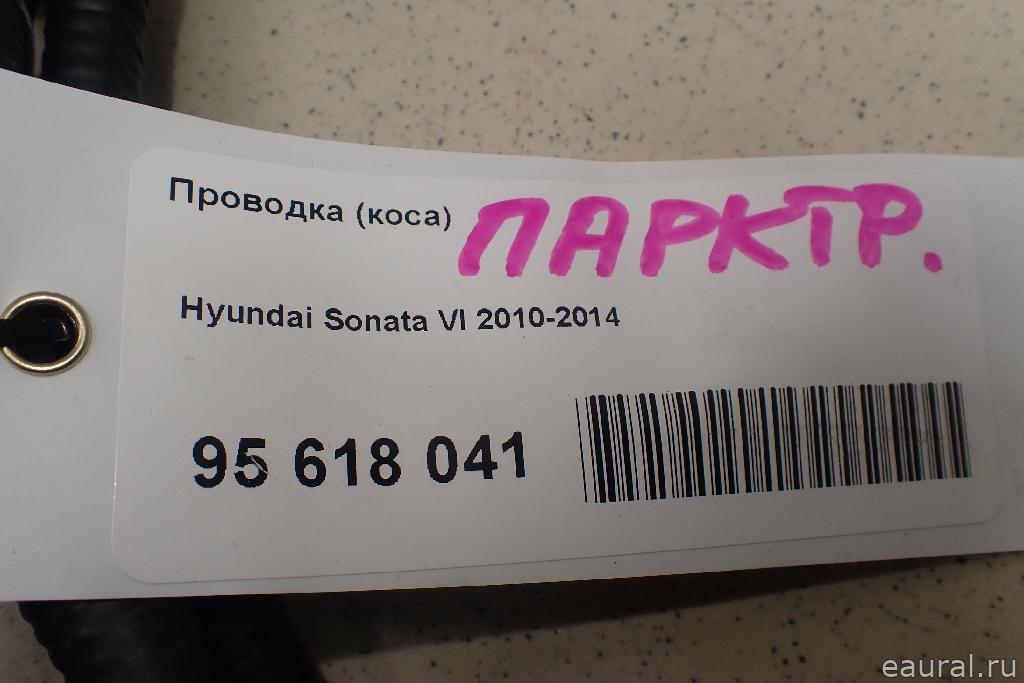 Проводка (коса) ПАРКТР.
Hyundai Sonata VI 2010-2014
95 618 041
eaural.ru